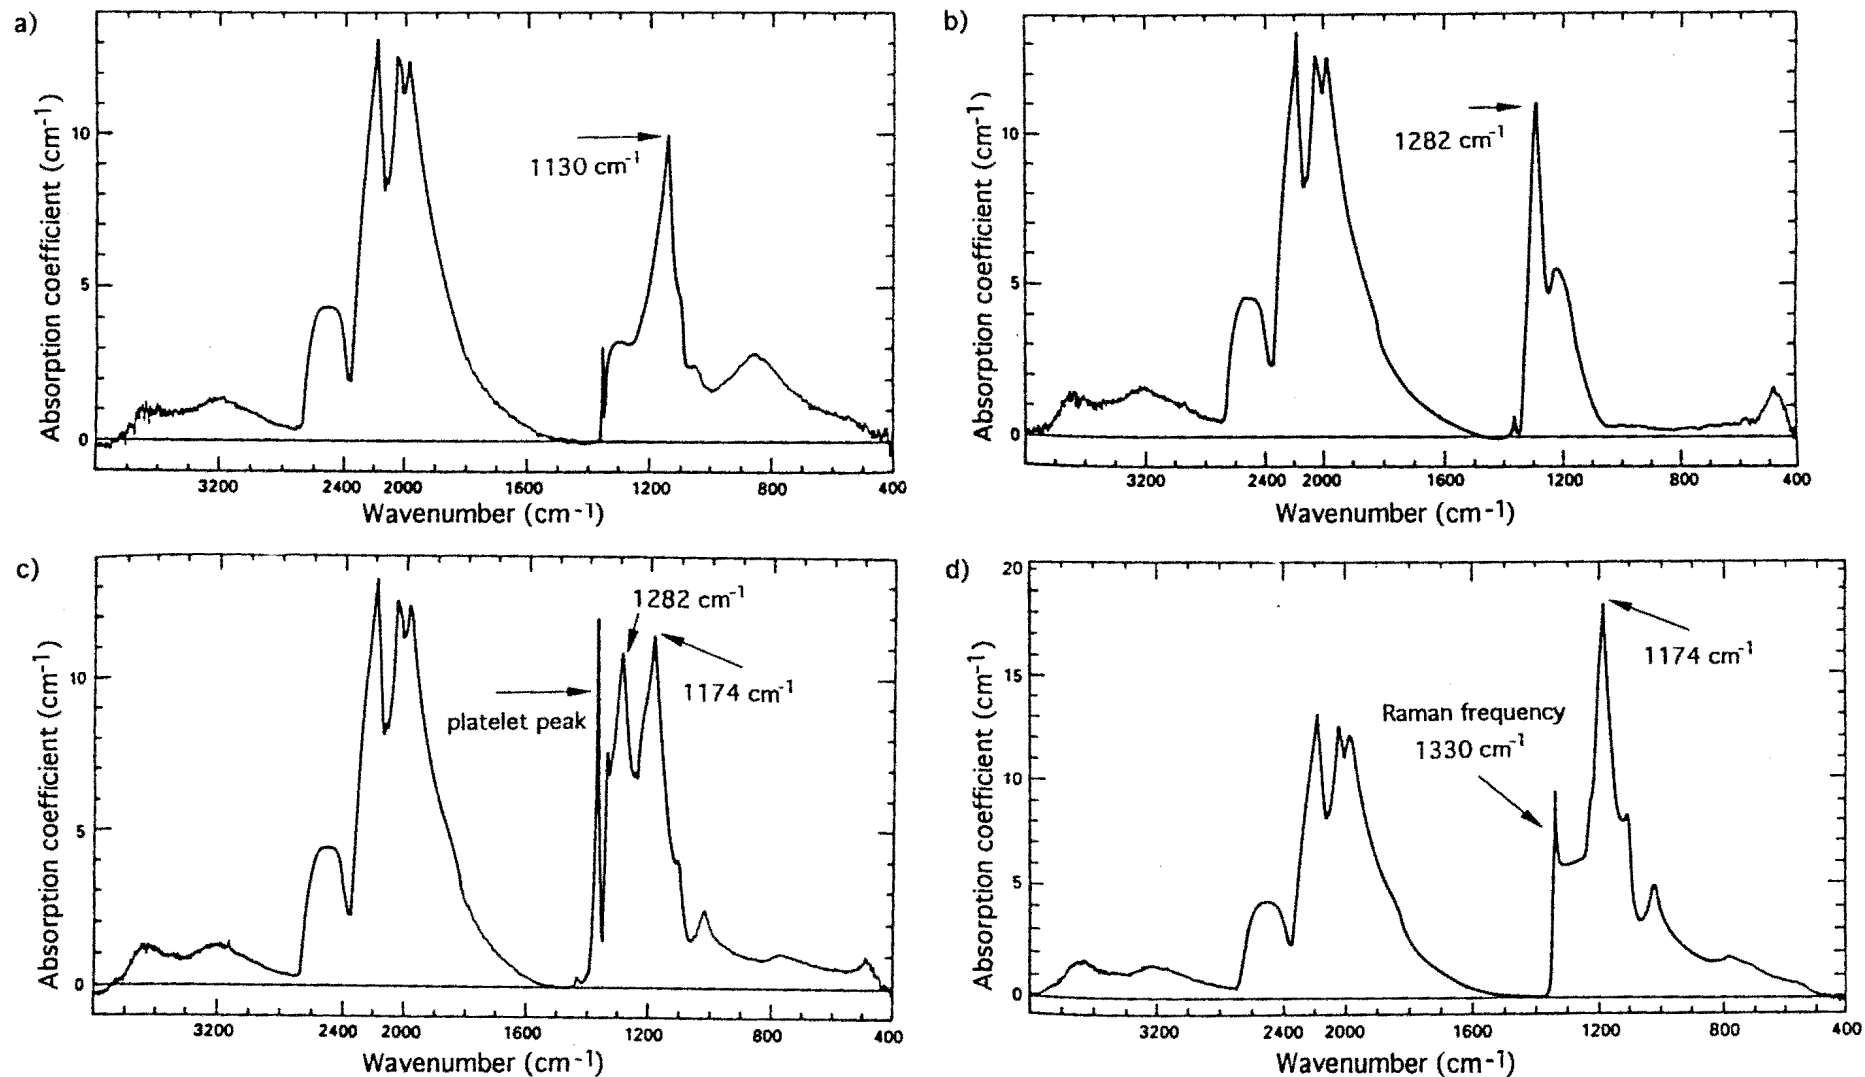 a)
Absorption coefficient (cm-1)
10
5
0
1130 cm-1
3200 2400 2000 1600 1200 800 400
Wavenumber (cm-1)
b)
Absorption coefficient (cm-1)
10
5
0
1282 cm-1
3200 2400 2000 1600 1200 800 400
Wavenumber (cm-1)
c)
Absorption coefficient (cm-1)
10
5
0
1282 cm-1
1174 cm-1
platelet peak
3200 2400 2000 1600 1200 800 400
Wavenumber (cm-1)
d)
Absorption coefficient (cm-1)
20
15
10
5
0
1174 cm-1
Raman frequency
1330 cm-1
3200 2400 2000 1600 1200 800 400
Wavenumber (cm-1)